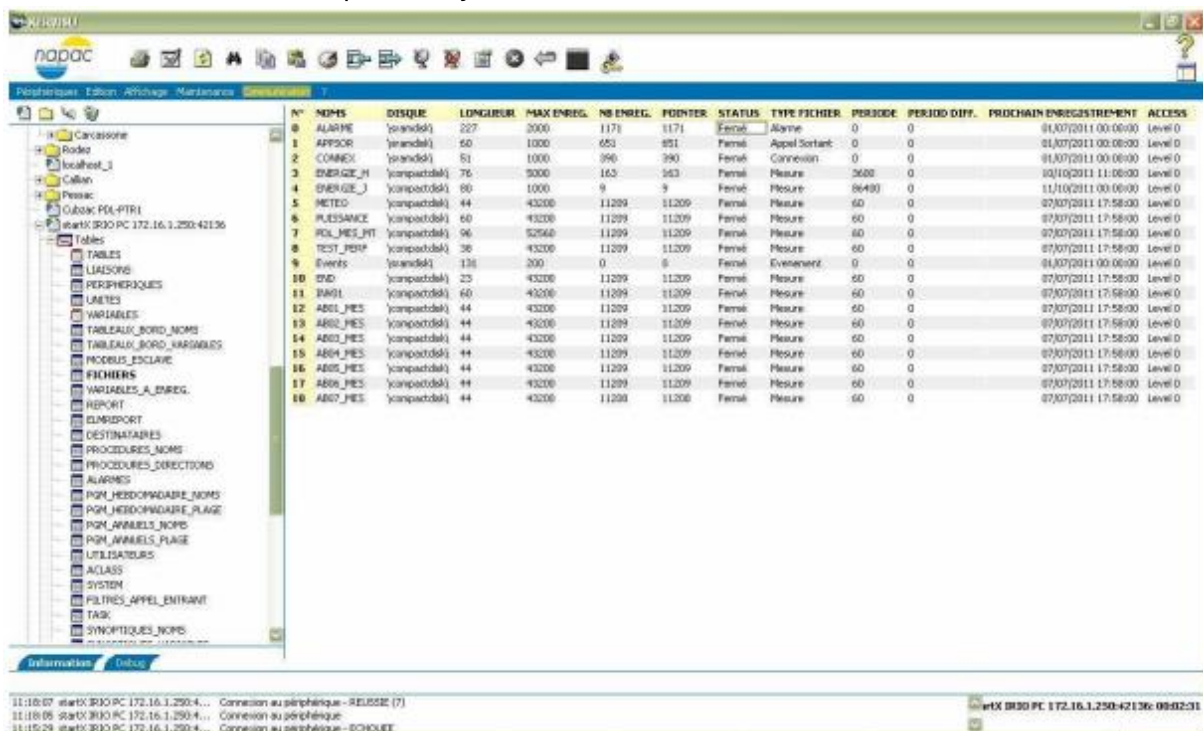 napac
Périphériques Edition Affichage Maintenance Communication ?
Carcassone
Rodez
localhost_1
Callian
Pessac
Cubzac PDL-PTR1
startX IRIO PC 172.16.1.250:42136
Tables
TABLES
LIAISONS
PERIPHERIQUES
UNITES
VARIABLES
TABLEAUX_BORD_NOMS
TABLEAUX_BORD_VARIABLES
MODBUS_ESCLAVE
FICHIERS
VARIABLES_A_ENREG.
REPORT
ELMREPORT
DESTINATAIRES
PROCEDURES_NOMS
PROCEDURES_DIRECTIONS
ALARMES
PGM_HEBDOMADAIRE_NOMS
PGM_HEBDOMADAIRE_PLAGE
PGM_ANNUELS_NOMS
PGM_ANNUELS_PLAGE
UTILISATEURS
ACLASS
SYSTEM
FILTRES_APPEL_ENTRANT
TASK
SYNOPTIQUES_NOMS
N° NOMS DISQUE LONGUEUR MAX ENREG. NB ENREG. POINTER STATUS TYPE FICHIER PERIODE PERIOD DIFF. PROCHAIN ENREGISTREMENT ACCESS
0 ALARME \sramdisk\ 227 2000 1171 1171 Fermé Alarme 0 0 01/07/2011 00:00:00 Level 0
1 APPSOR \sramdisk\ 60 1000 651 651 Fermé Appel Sortant 0 0 01/07/2011 00:00:00 Level 0
2 CONNEX \sramdisk\ 51 1000 390 390 Fermé Connexion 0 0 01/07/2011 00:00:00 Level 0
3 ENERGIE_H \compactdisk\ 76 5000 163 163 Fermé Mesure 3600 0 10/10/2011 11:00:00 Level 0
4 ENERGIE_J \compactdisk\ 80 1000 9 9 Fermé Mesure 86400 0 11/10/2011 00:00:00 Level 0
5 METEO \compactdisk\ 44 43200 11209 11209 Fermé Mesure 60 0 07/07/2011 17:58:00 Level 0
6 PUISSANCE \compactdisk\ 60 43200 11209 11209 Fermé Mesure 60 0 07/07/2011 17:58:00 Level 0
7 PDL_MES_MT \compactdisk\ 96 52560 11209 11209 Fermé Mesure 60 0 07/07/2011 17:58:00 Level 0
8 TEST_PERF \compactdisk\ 38 43200 11209 11209 Fermé Mesure 60 0 07/07/2011 17:58:00 Level 0
9 Events \sramdisk\ 131 200 0 0 Fermé Evenement 0 0 01/07/2011 00:00:00 Level 0
10 END \compactdisk\ 23 43200 11209 11209 Fermé Mesure 60 0 07/07/2011 17:58:00 Level 0
11 INV01 \compactdisk\ 60 43200 11209 11209 Fermé Mesure 60 0 07/07/2011 17:58:00 Level 0
12 AB01_MES \compactdisk\ 44 43200 11209 11209 Fermé Mesure 60 0 07/07/2011 17:58:00 Level 0
13 AB02_MES \compactdisk\ 44 43200 11209 11209 Fermé Mesure 60 0 07/07/2011 17:58:00 Level 0
14 AB03_MES \compactdisk\ 44 43200 11209 11209 Fermé Mesure 60 0 07/07/2011 17:58:00 Level 0
15 AB04_MES \compactdisk\ 44 43200 11209 11209 Fermé Mesure 60 0 07/07/2011 17:58:00 Level 0
16 AB05_MES \compactdisk\ 44 43200 11209 11209 Fermé Mesure 60 0 07/07/2011 17:58:00 Level 0
17 AB06_MES \compactdisk\ 44 43200 11209 11209 Fermé Mesure 60 0 07/07/2011 17:58:00 Level 0
18 AB07_MES \compactdisk\ 44 43200 11208 11208 Fermé Mesure 60 0 07/07/2011 17:58:00 Level 0
Information Debug
11:18:07 startX IRIO PC 172.16.1.250:4... Connexion au périphérique - REUSSIE (7)
11:18:05 startX IRIO PC 172.16.1.250:4... Connexion au périphérique
11:15:29 startX IRIO PC 172.16.1.250:4... Connexion au périphérique - ECHOUEE
artX IRIO PC 172.16.1.250:42136: 00:02:31